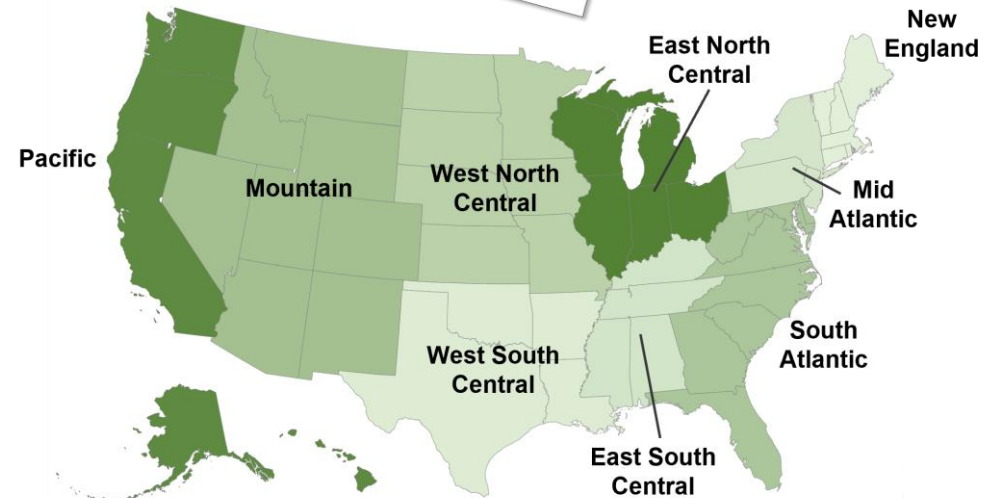 New
England
East North
Central
Pacific
Mountain
West North
Central
Mid
Atlantic
South
Atlantic
West South
Central
East South
Central